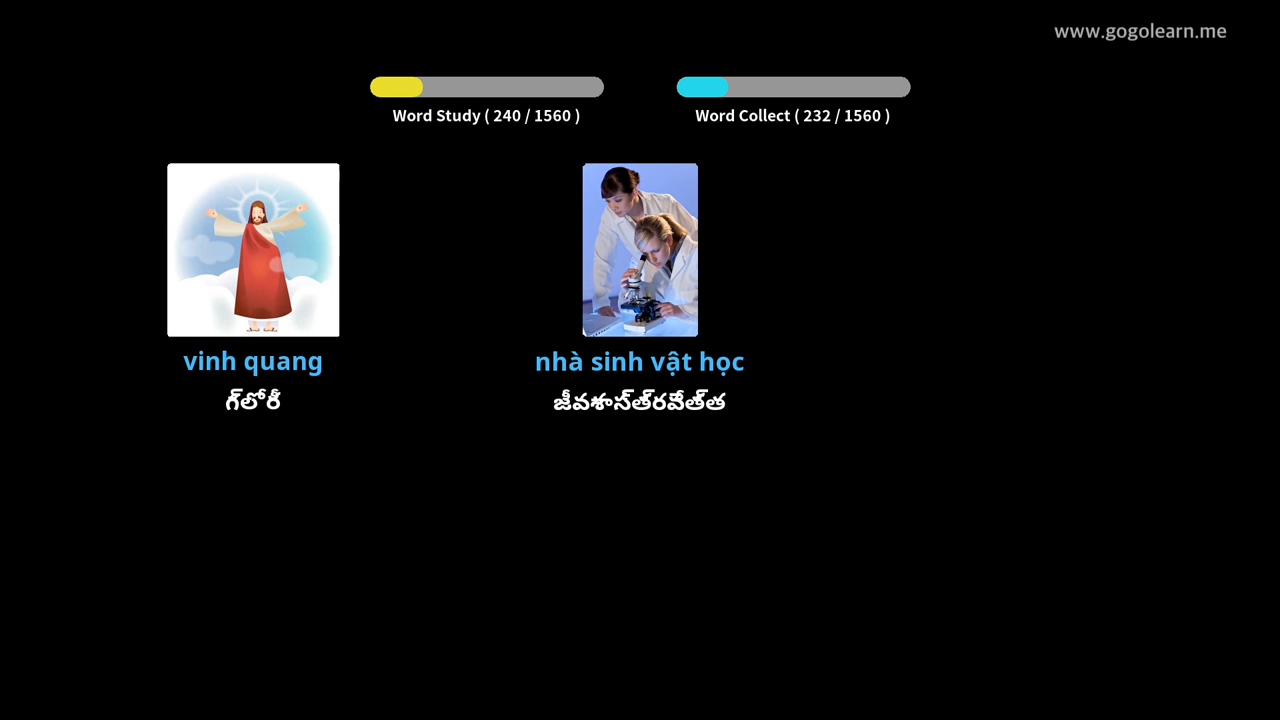 www.gogolearn.me
Word Study ( 240 / 1560 )
Word Collect ( 232 / 1560 )
vinh quang
nhà sinh vật học
గ్లోరీ
జీవశాస్త్రవేత్త